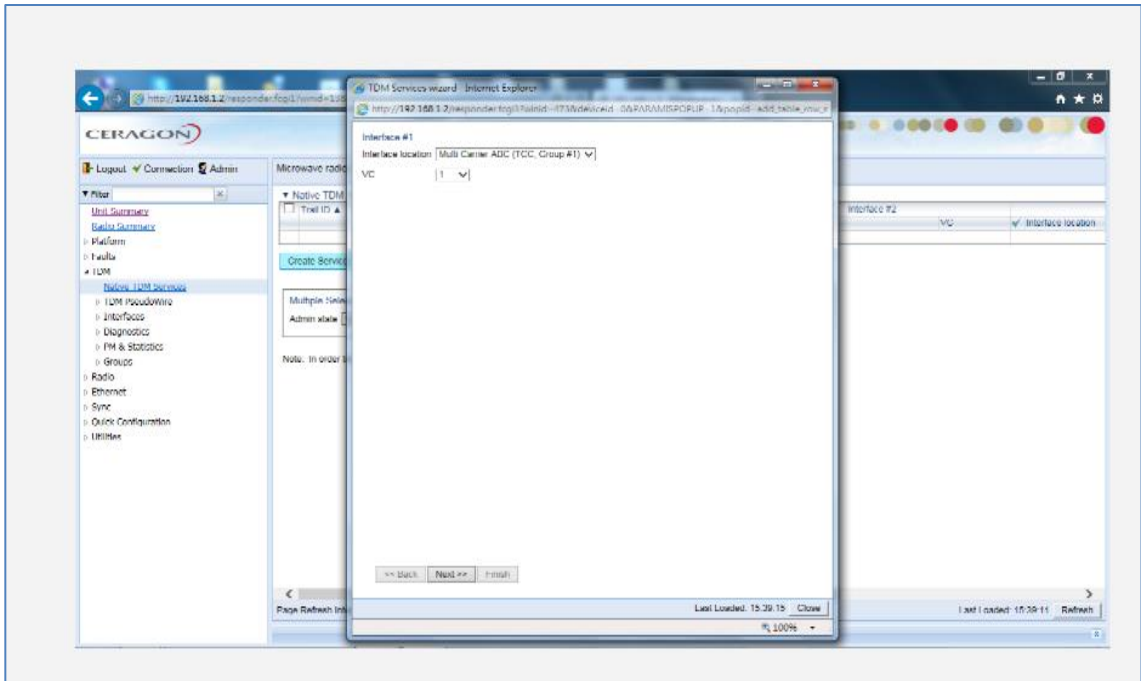 TDM Services wizard - Internet Explorer
CERAGON
Interface #1
Interface location Multi Carrier ABC (TCC, Group #1)
VC 1
Logout Connection Admin
Microwave radio
Filter
Native TDM
Unit Summary
Trail ID
Interface #2
Radio Summary
VC Interface location
Platform
Faults
TDM
Create Service
Native TDM Services
TDM PseudoWire
Interfaces
Diagnostics
PM & Statistics
Groups
Radio
Ethernet
Sync
Quick Configuration
Utilities
Multiple Sele
Admin state
Note: In order t
<< Back Next >> Finish
Page Refresh Int
Last Loaded: 15:39:15 Close
Last Loaded: 15:39:11 Refresh
100%